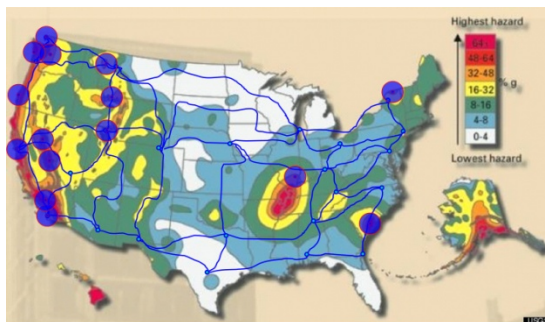 Highest hazard
64+
48-64
32-48
% g
16-32
8-16
4-8
0-4
Lowest hazard
USGS